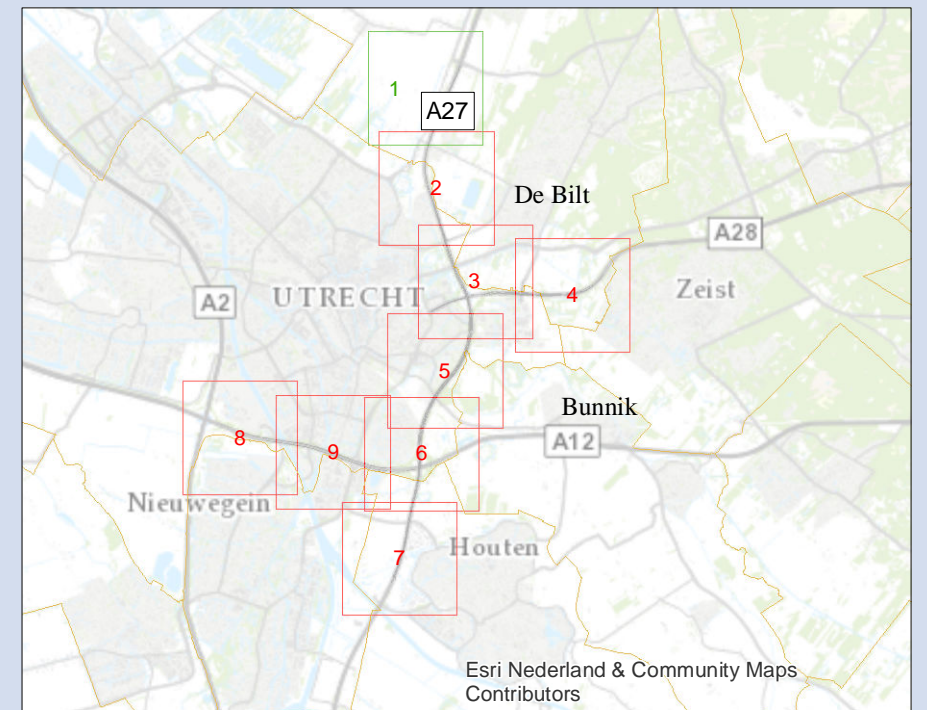 1
A27
2
De Bilt
A28
3
4
Zeist
A2
UTRECHT
5
Bunnik
8
9
6
A12
Nieuwegein
Houten
7
Esri Nederland & Community Maps
Contributors